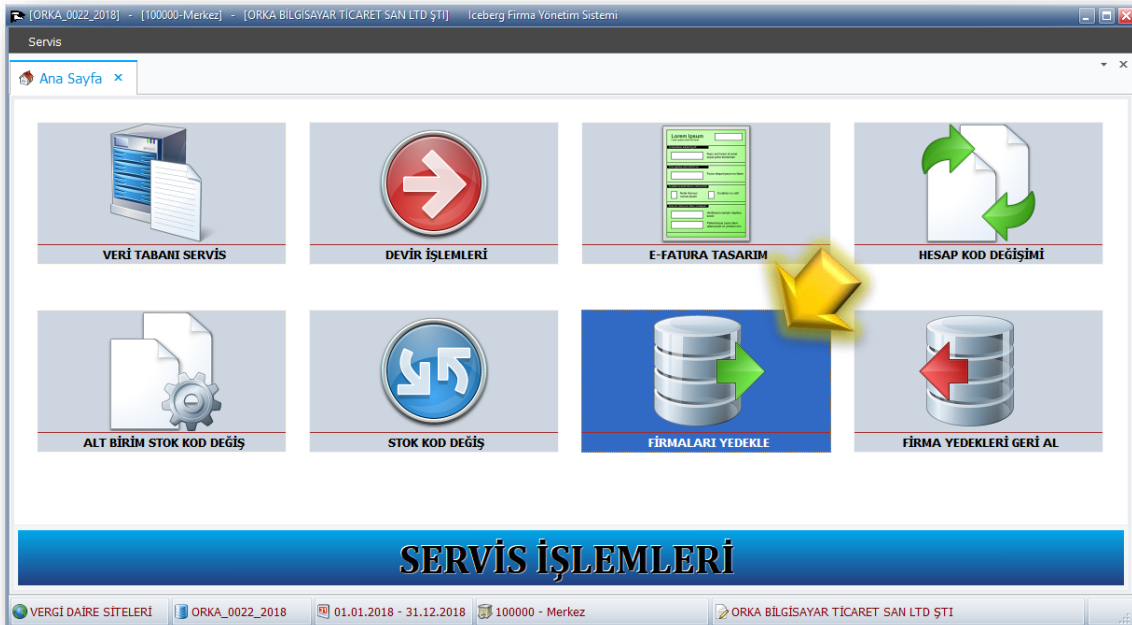 [ORKA_0022_2018] - [100000-Merkez] - [ORKA BİLGİSAYAR TİCARET SAN LTD ŞTI] Iceberg Firma Yönetim Sistemi
Servis
Ana Sayfa
Lorem Ipsum
VERİ TABANI SERVİS
DEVİR İŞLEMLERİ
E-FATURA TASARIM
HESAP KOD DEĞİŞİMİ
ALT BİRİM STOK KOD DEĞİŞ
STOK KOD DEĞİŞ
FİRMALARI YEDEKLE
FİRMA YEDEKLERİ GERİ AL
SERVİS İŞLEMLERİ
VERGİ DAİRE SİTELERİ ORKA_0022_2018 01.01.2018 - 31.12.2018 100000 - Merkez ORKA BİLGİSAYAR TİCARET SAN LTD ŞTI